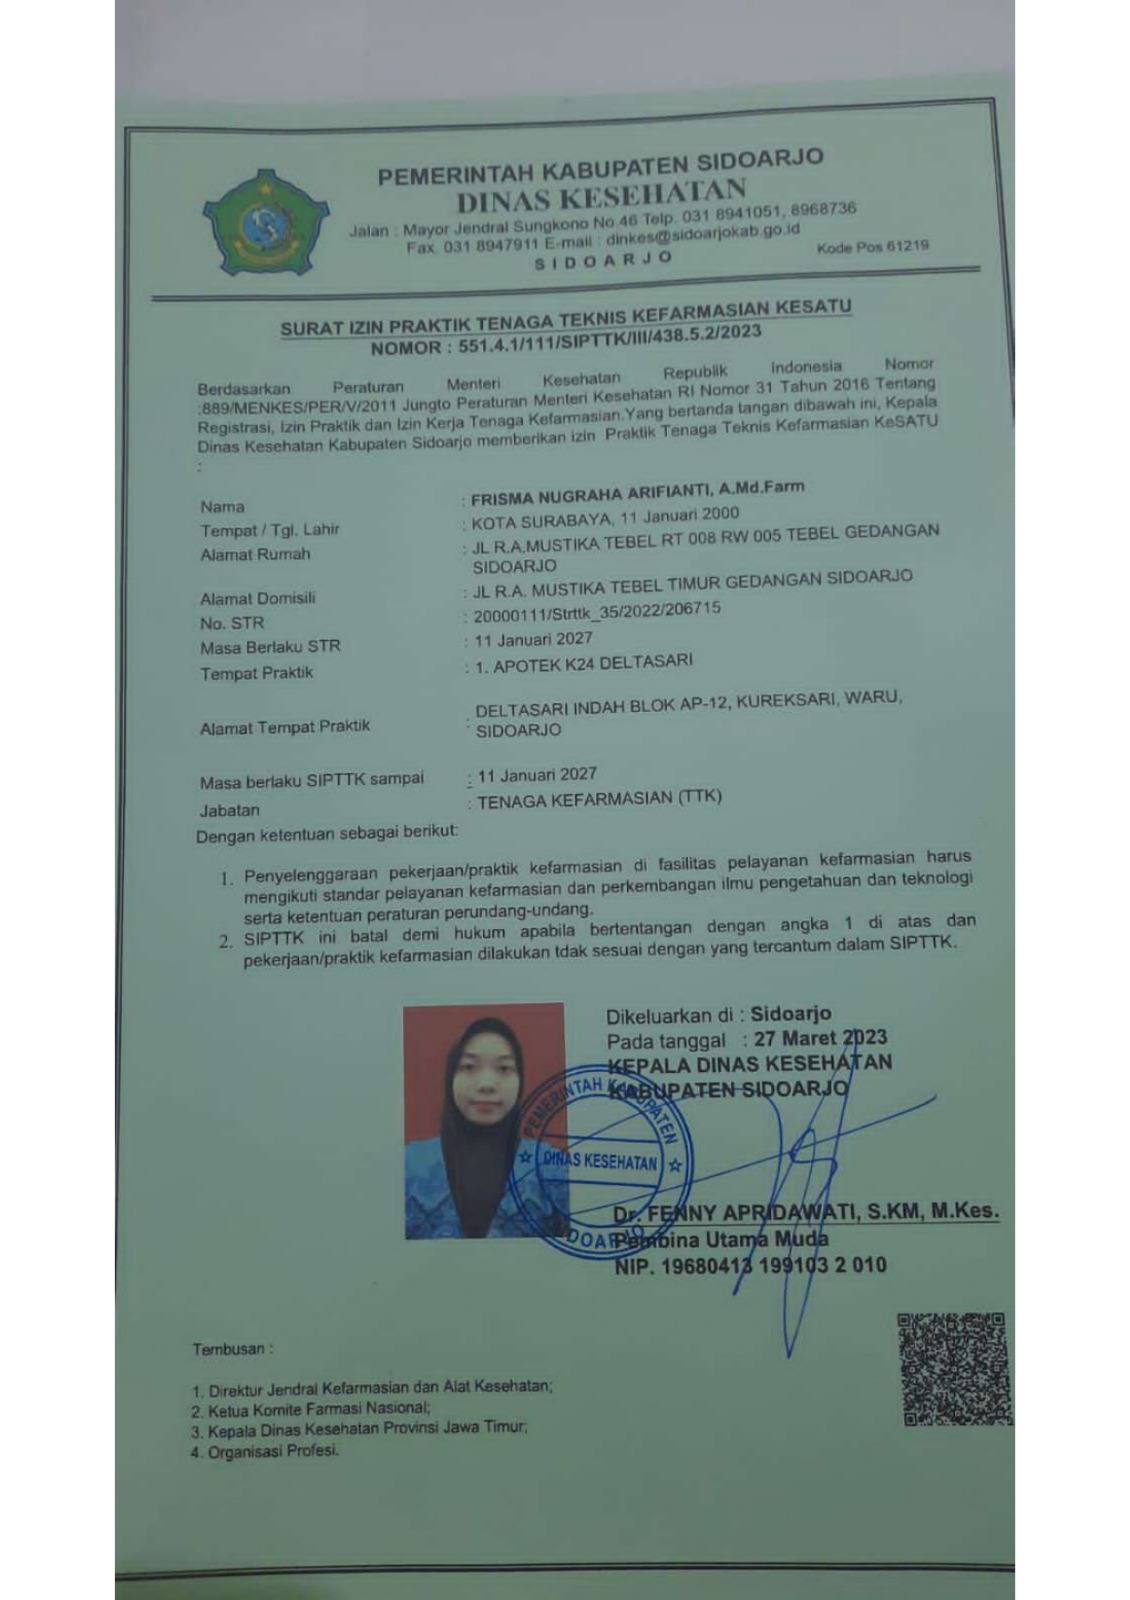 PEMERINTAH KABUPATEN SIDOARJO
DINAS KESEHATAN
Jalan : Mayor Jendral Sungkono No.46 Telp. 031 8941051, 8968736
Fax. 031 8947911 E-mail : dinkes@sidoarjokab.go.id
Kode Pos 61219
S I D O A R J O
SURAT IZIN PRAKTIK TENAGA TEKNIS KEFARMASIAN KESATU
NOMOR : 551.4.1/111/SIPTTK/III/438.5.2/2023
Berdasarkan Peraturan Menteri Kesehatan Republik Indonesia Nomor
:889/MENKES/PER/V/2011 Jungto Peraturan Menteri Kesehatan RI Nomor 31 Tahun 2016 Tentang
Registrasi, Izin Praktik dan Izin Kerja Tenaga Kefarmasian.Yang bertanda tangan dibawah ini, Kepala
Dinas Kesehatan Kabupaten Sidoarjo memberikan izin Praktik Tenaga Teknis Kefarmasian KeSATU
:
Nama : FRISMA NUGRAHA ARIFIANTI, A.Md.Farm
Tempat / Tgl. Lahir : KOTA SURABAYA, 11 Januari 2000
Alamat Rumah : JL R.A.MUSTIKA TEBEL RT 008 RW 005 TEBEL GEDANGAN
SIDOARJO
Alamat Domisili : JL R.A. MUSTIKA TEBEL TIMUR GEDANGAN SIDOARJO
No. STR : 20000111/Strttk_35/2022/206715
Masa Berlaku STR : 11 Januari 2027
Tempat Praktik : 1. APOTEK K24 DELTASARI
Alamat Tempat Praktik : DELTASARI INDAH BLOK AP-12, KUREKSARI, WARU,
SIDOARJO
Masa berlaku SIPTTK sampai : 11 Januari 2027
Jabatan : TENAGA KEFARMASIAN (TTK)
Dengan ketentuan sebagai berikut:
1. Penyelenggaraan pekerjaan/praktik kefarmasian di fasilitas pelayanan kefarmasian harus
mengikuti standar pelayanan kefarmasian dan perkembangan ilmu pengetahuan dan teknologi
serta ketentuan peraturan perundang-undang.
2. SIPTTK ini batal demi hukum apabila bertentangan dengan angka 1 di atas dan
pekerjaan/praktik kefarmasian dilakukan tdak sesuai dengan yang tercantum dalam SIPTTK.
Dikeluarkan di : Sidoarjo
Pada tanggal : 27 Maret 2023
KEPALA DINAS KESEHATAN
KABUPATEN SIDOARJO
PEMERINTAH KABUPATEN
DINAS KESEHATAN
Dr. FENNY APRIDAWATI, S.KM, M.Kes.
Pembina Utama Muda
NIP. 19680413 199103 2 010
Tembusan :
1. Direktur Jendral Kefarmasian dan Alat Kesehatan;
2. Ketua Komite Farmasi Nasional;
3. Kepala Dinas Kesehatan Provinsi Jawa Timur;
4. Organisasi Profesi.